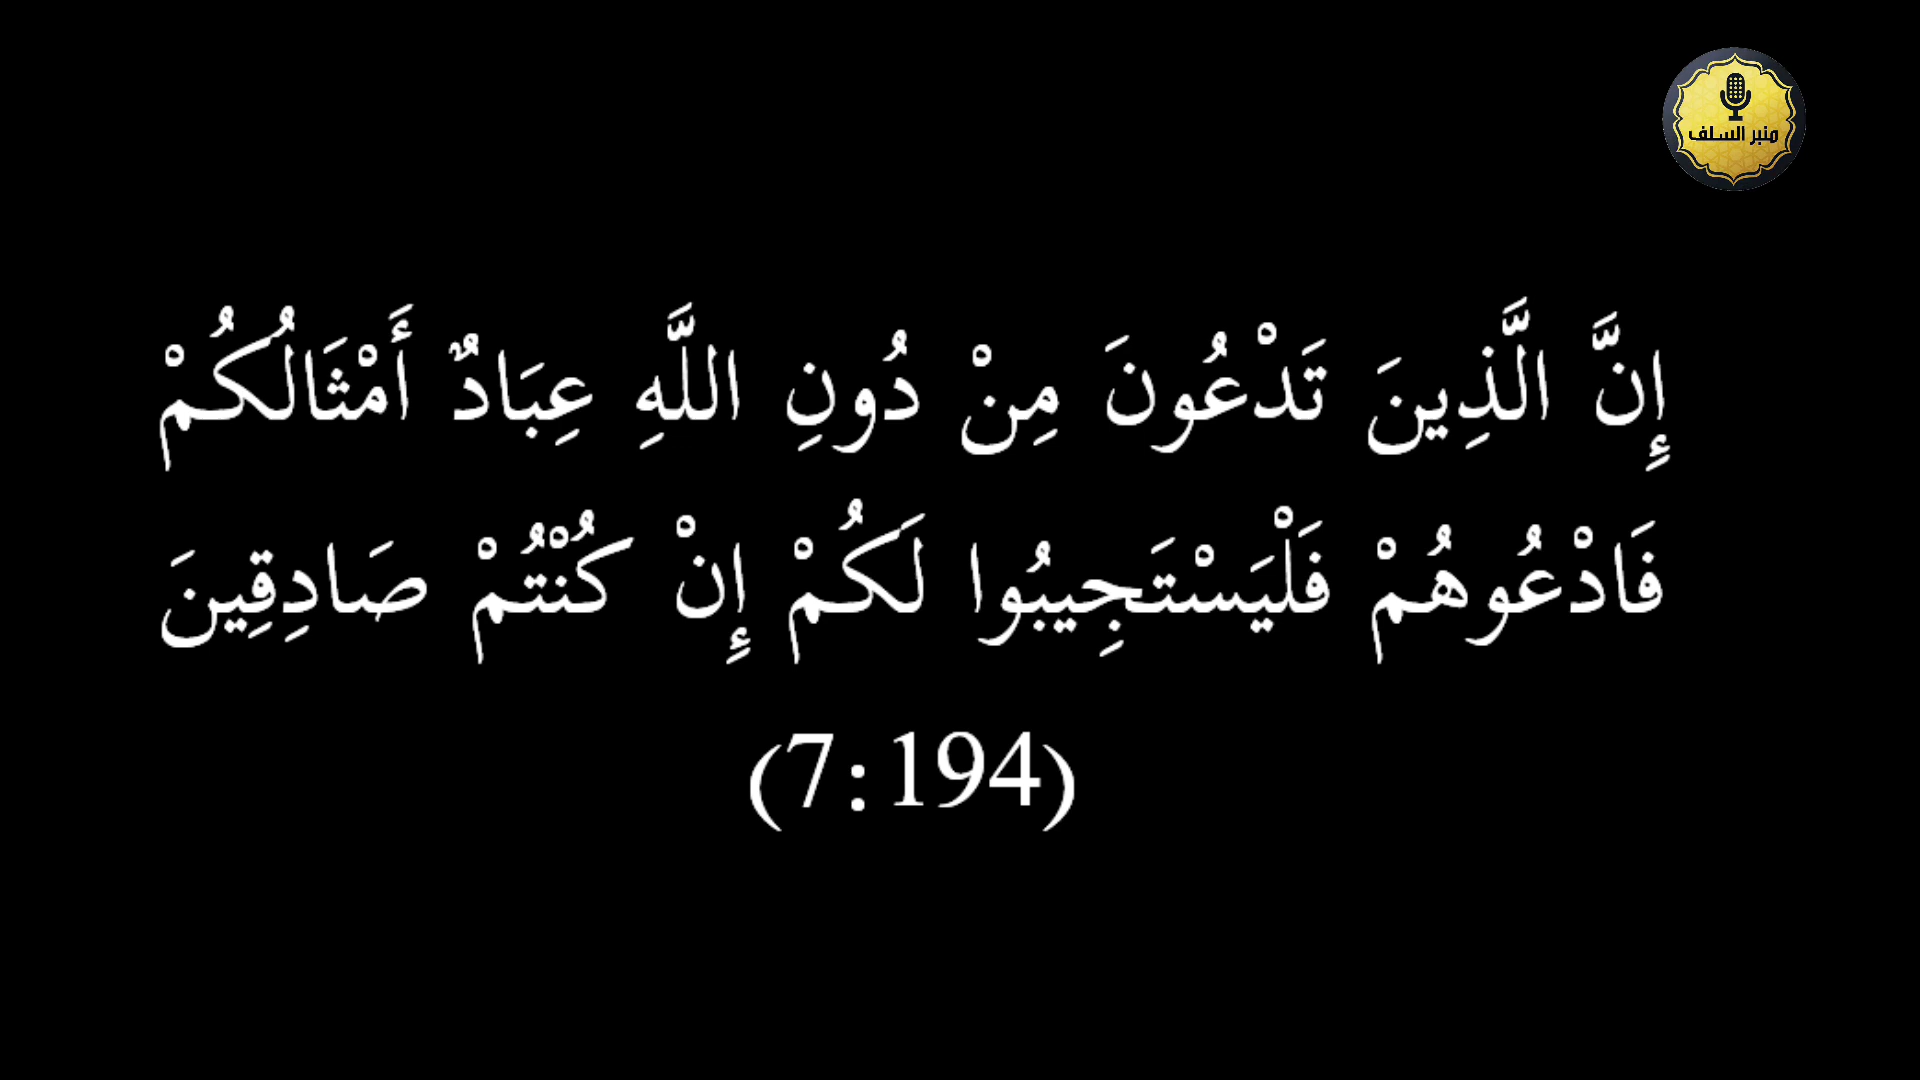 منبر السلف
إِنَّ الَّذِينَ تَدْعُونَ مِنْ دُونِ اللَّهِ عِبَادٌ أَمْثَالُكُمْ
فَادْعُوهُمْ فَلْيَسْتَجِيبُوا لَكُمْ إِنْ كُنْتُمْ صَادِقِينَ
(7:194)